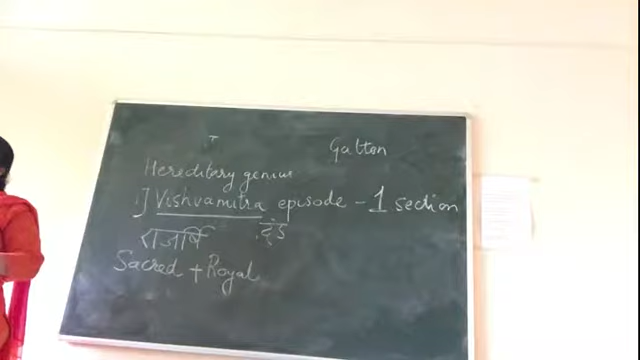 Galton
Hereditary genius
1] Vishvamitra episode - 1 section
राजर्षि दंड
Sacred + Royal